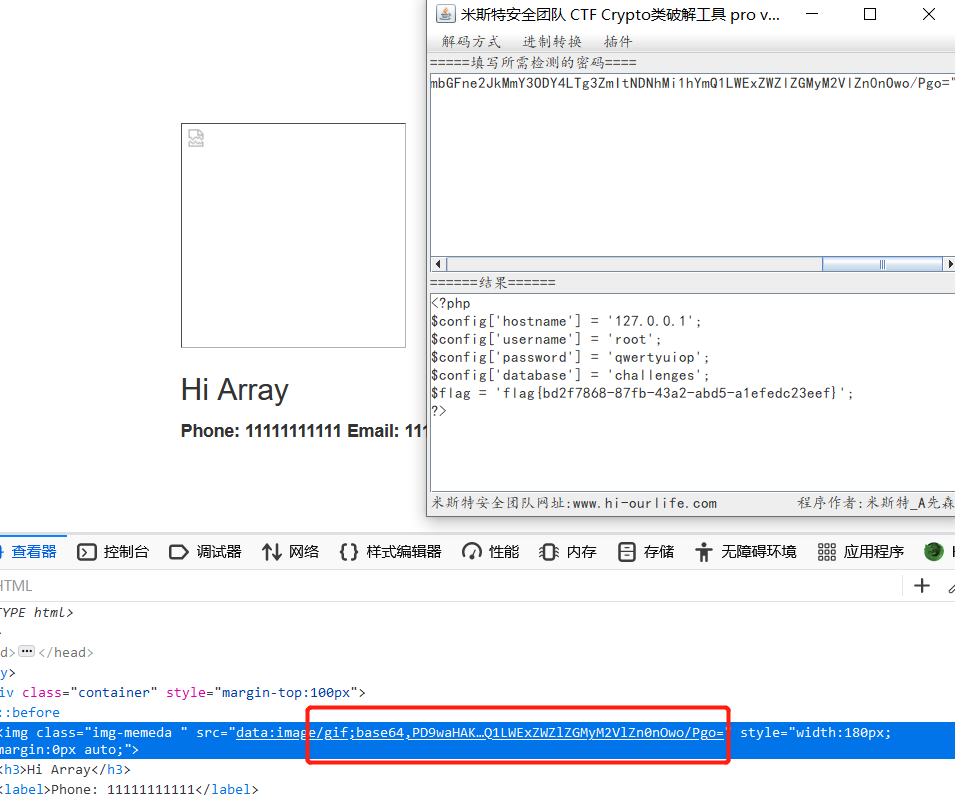 米斯特安全团队 CTF Crypto类破解工具 pro v...
解码方式 进制转换 插件
=====填写所需检测的密码====
mbGFne2JkMmY3ODY4LTg3ZmItNDNhMi1hYmQ1LWExZWZlZGMyM2VlZn0nOwo/Pgo="
======结果======
<?php
$config['hostname'] = '127.0.0.1';
$config['username'] = 'root';
$config['password'] = 'qwertyuiop';
$config['database'] = 'challenges';
$flag = 'flag{bd2f7868-87fb-43a2-abd5-a1efedc23eef}';
?>
米斯特安全团队网址:www.hi-ourlife.com 程序作者:米斯特_A先森
Hi Array
Phone: 11111111111 Email: 111
查看器 控制台 调试器 网络 样式编辑器 性能 内存 存储 无障碍环境 应用程序 H
HTML
TYPE html>
d> ··· </head>
y>
iv class="container" style="margin-top:100px">
::before
<img class="img-memeda " src="data:image/gif;base64,PD9waHAK…Q1LWExZWZlZGMyM2VlZn0nOwo/Pgo=" style="width:180px;
margin:0px auto;">
<h3>Hi Array</h3>
<label>Phone: 11111111111</label>